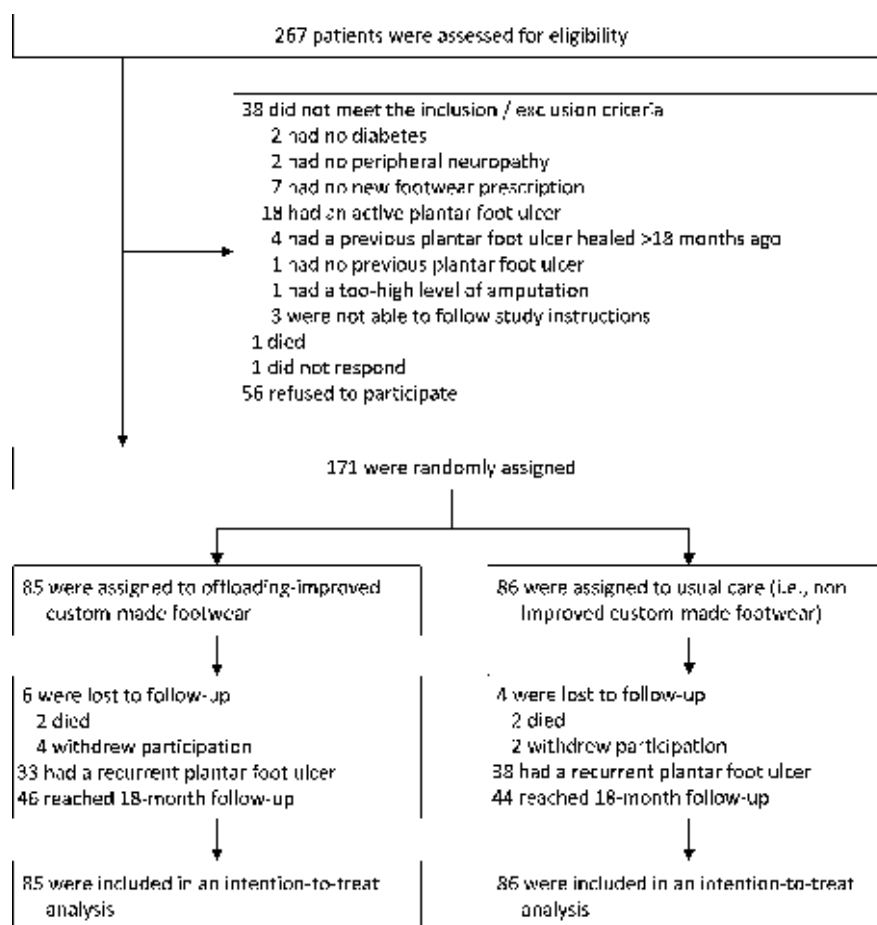 267 patients were assessed for eligibility
38 did not meet the inclusion / exclusion criteria
2 had no diabetes
2 had no peripheral neuropathy
7 had no new footwear prescription
18 had an active plantar foot ulcer
4 had a previous plantar foot ulcer healed >18 months ago
1 had no previous plantar foot ulcer
1 had a too-high level of amputation
3 were not able to follow study instructions
1 died
1 did not respond
56 refused to participate
171 were randomly assigned
85 were assigned to offloading-improved
custom made footwear
86 were assigned to usual care (i.e., non
improved custom made footwear)
6 were lost to follow-up
2 died
4 withdrew participation
33 had a recurrent plantar foot ulcer
46 reached 18-month follow-up
4 were lost to follow-up
2 died
2 withdrew participation
38 had a recurrent plantar foot ulcer
44 reached 18-month follow-up
85 were included in an intention-to-treat
analysis
86 were included in an intention-to-treat
analysis